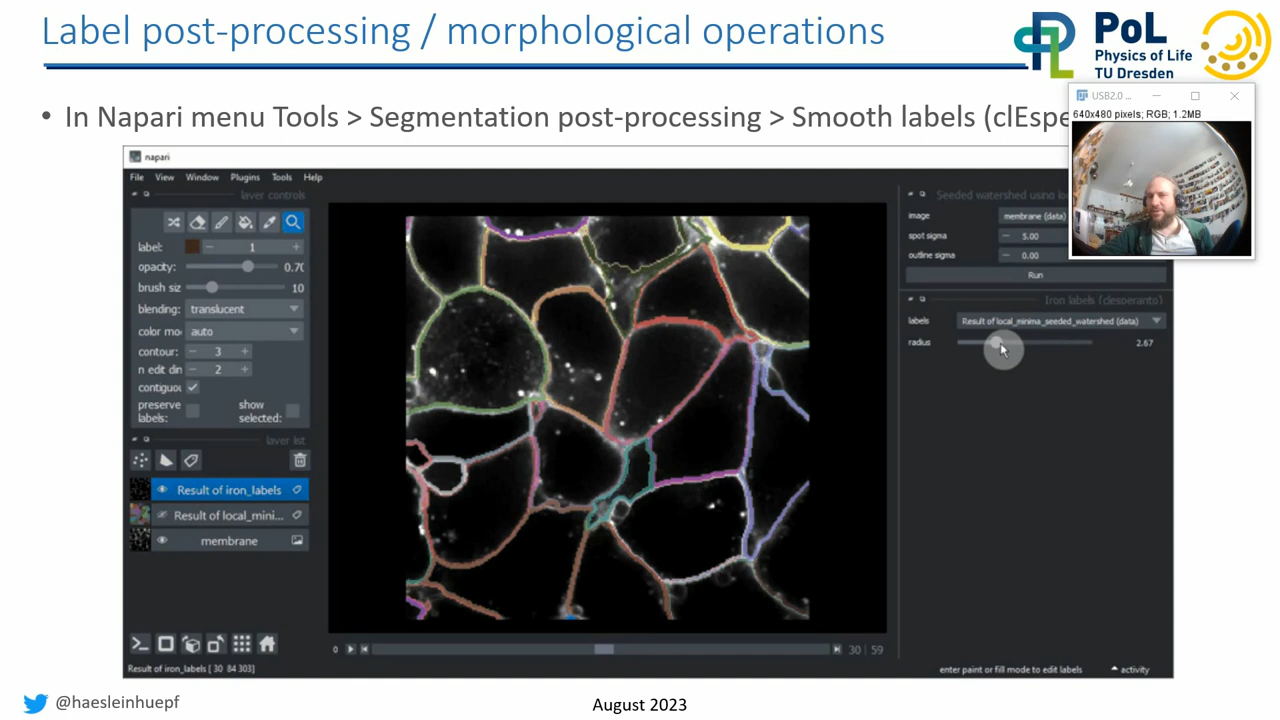 Label post-processing / morphological operations
PoL
Physics of Life
TU Dresden
USB2.0 ...
640x480 pixels; RGB; 1.2MB
• In Napari menu Tools > Segmentation post-processing > Smooth labels (clEspe
napari
File View Window Plugins Tools Help
layer controls
label: 1
opacity: 0.70
brush siz 10
blending: translucent
color mo auto
contour: 3
n edit din 2
contiguou
preserve labels: show selected:
layer list
Result of iron_labels
Result of local_mini...
membrane
Seeded watershed using lo
image membrane (data)
spot sigma 5.00
outline sigma 0.00
Run
Iron labels (clesperanto)
labels Result of local_minima_seeded_watershed (data)
radius 2.67
0 30 59
Result of iron_labels [ 30 84 303]
enter paint or fill mode to edit labels
activity
@haesleinhuepf
August 2023